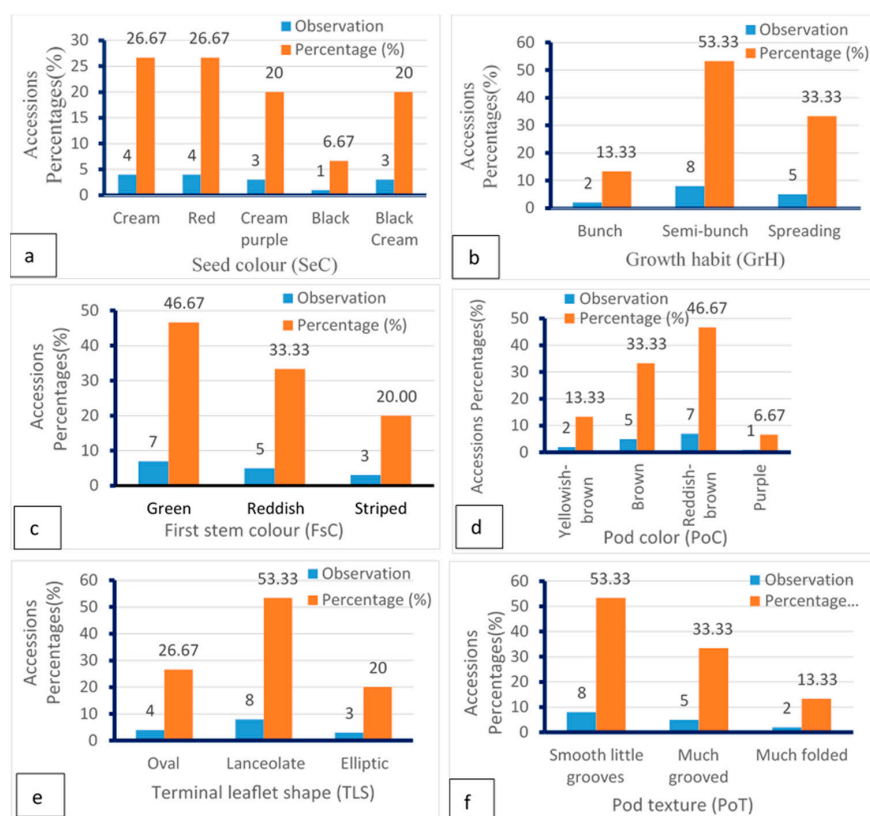 Observation
Percentage (%)
Accessions
Percentages(%)
30
25
20
15
10
5
0
26.67
26.67
20
6.67
20
4
4
3
1
3
Cream
Red
Cream
purple
Black
Black
Cream
Seed colour (SeC)
a
Observation
Percentage (%)
Accessions
Percentages(%)
60
50
40
30
20
10
0
13.33
53.33
33.33
2
8
5
Bunch
Semi-bunch
Spreading
Growth habit (GrH)
b
Observation
Percentage (%)
Accessions
Percentages(%)
50
40
30
20
10
0
46.67
33.33
20.00
7
5
3
Green
Reddish
Striped
First stem colour (FsC)
c
Observation
Percentage (%)
Accessions Percentages(%)
50
40
30
20
10
0
13.33
33.33
46.67
6.67
2
5
7
1
Yellowish-
brown
Brown
Reddish-
brown
Purple
Pod color (PoC)
d
Observation
Percentage (%)
Accessions
Percentages(%)
60
50
40
30
20
10
0
26.67
53.33
20
4
8
3
Oval
Lanceolate
Elliptic
Terminal leaflet shape (TLS)
e
Observation
Percentage...
Accessions
Percentages(%)
60
50
40
30
20
10
0
53.33
33.33
13.33
8
5
2
Smooth little
grooves
Much
grooved
Much folded
Pod texture (PoT)
f